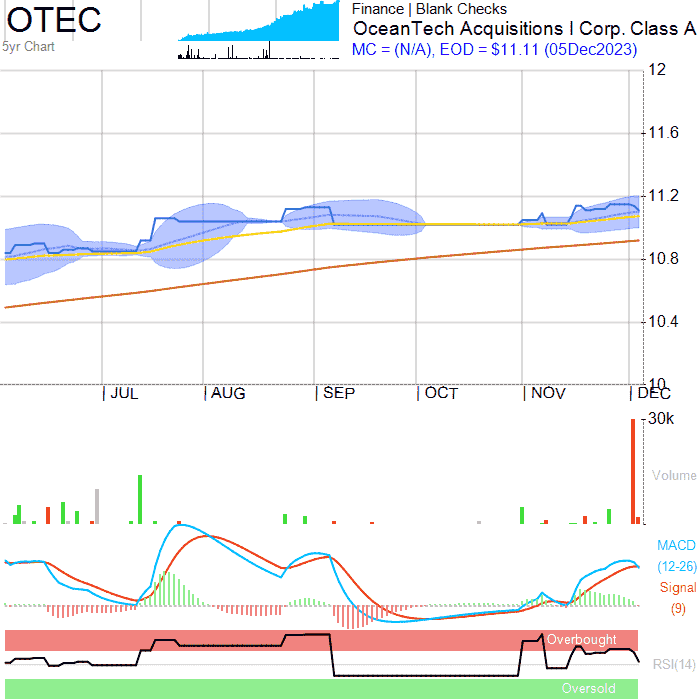 OTEC
5yr Chart
Finance | Blank Checks
OceanTech Acquisitions I Corp. Class A
MC = (N/A), EOD = $11.11 (05Dec2023)
12
11.6
11.2
10.8
10.4
10
JUL
AUG
SEP
OCT
NOV
DEC
30k
Volume
MACD
(12-26)
Signal
(9)
Overbought
RSI(14)
Oversold